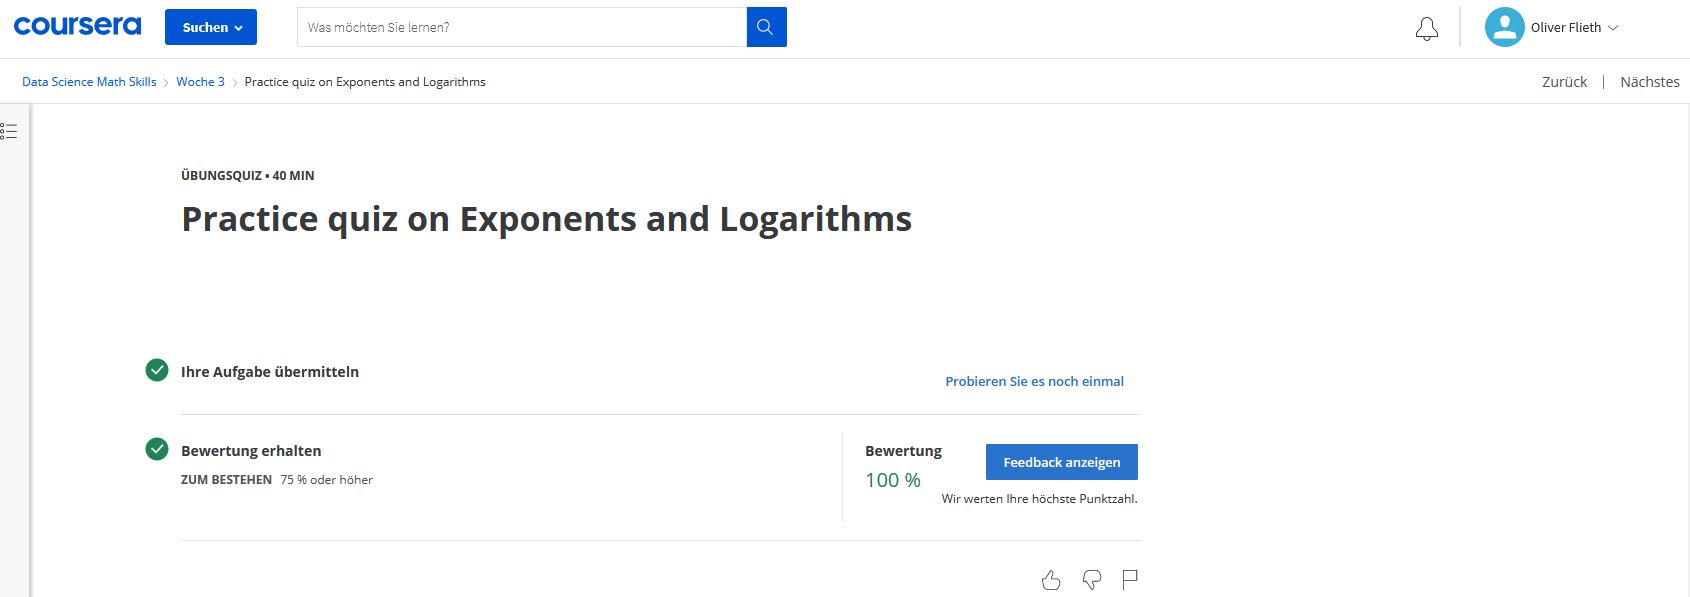 coursera Suchen Was möchten Sie lernen? Oliver Flieth
Data Science Math Skills > Woche 3 > Practice quiz on Exponents and Logarithms Zurück | Nächstes
ÜBUNGSQUIZ • 40 MIN
Practice quiz on Exponents and Logarithms
Ihre Aufgabe übermitteln
Probieren Sie es noch einmal
Bewertung erhalten
ZUM BESTEHEN 75 % oder höher
Bewertung
100 %
Feedback anzeigen
Wir werten Ihre höchste Punktzahl.